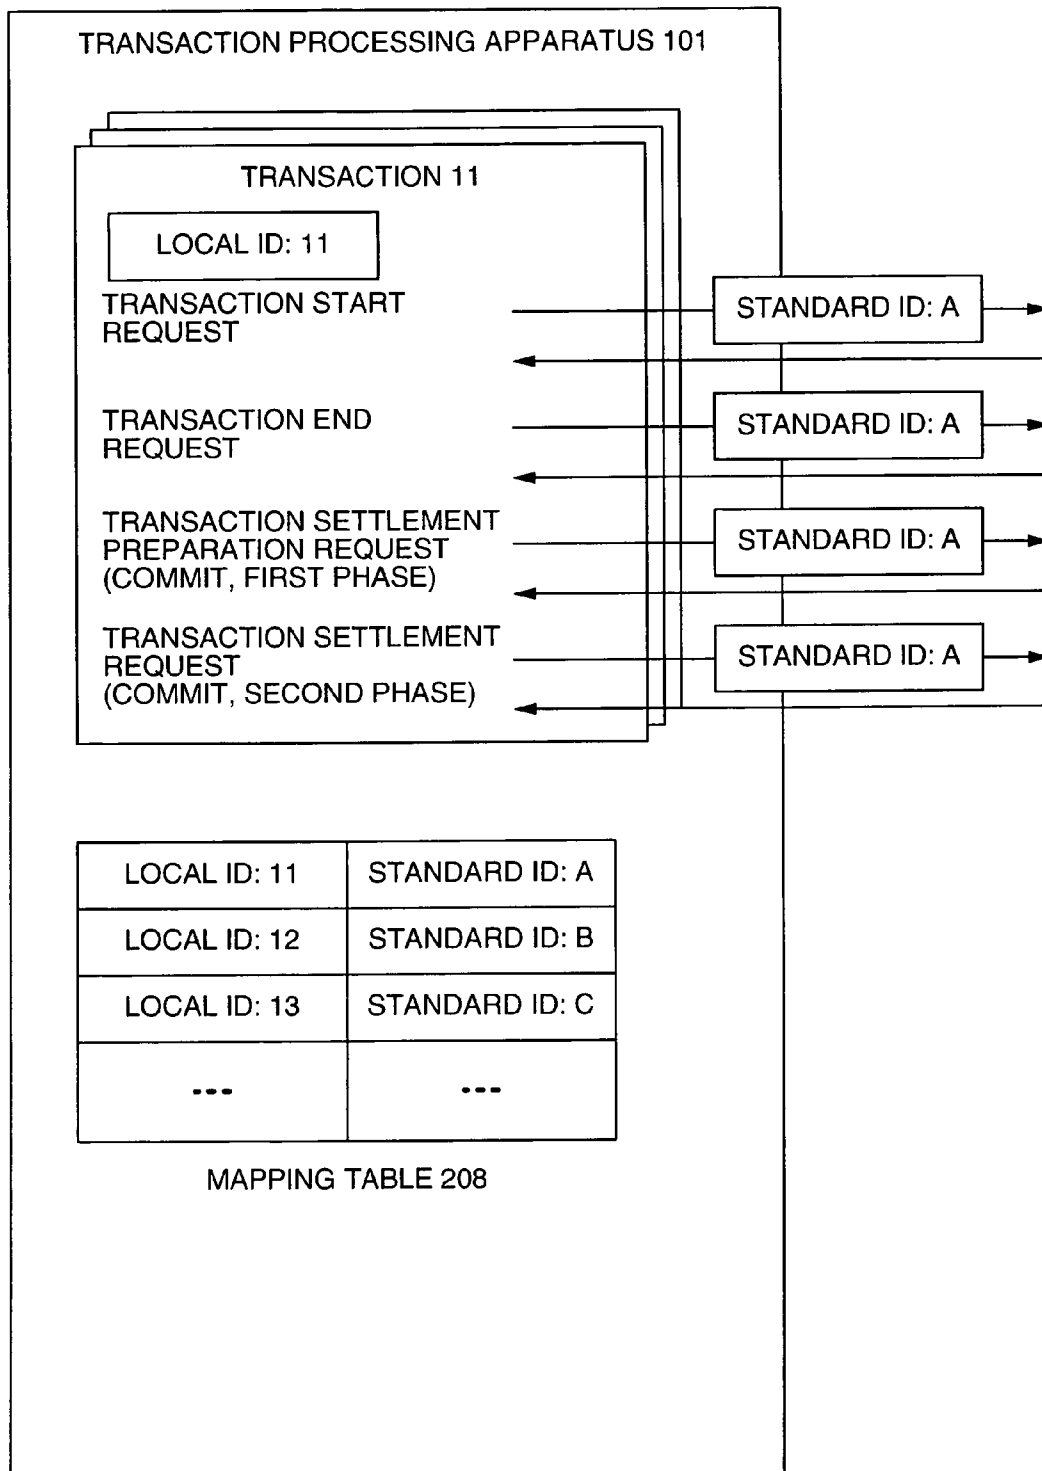 TRANSACTION PROCESSING APPARATUS 101
TRANSACTION 11
LOCAL ID: 11
TRANSACTION START
REQUEST
STANDARD ID: A
TRANSACTION END
REQUEST
STANDARD ID: A
TRANSACTION SETTLEMENT
PREPARATION REQUEST
(COMMIT, FIRST PHASE)
STANDARD ID: A
TRANSACTION SETTLEMENT
REQUEST
(COMMIT, SECOND PHASE)
STANDARD ID: A
LOCAL ID: 11 STANDARD ID: A
LOCAL ID: 12 STANDARD ID: B
LOCAL ID: 13 STANDARD ID: C
--- ---
MAPPING TABLE 208